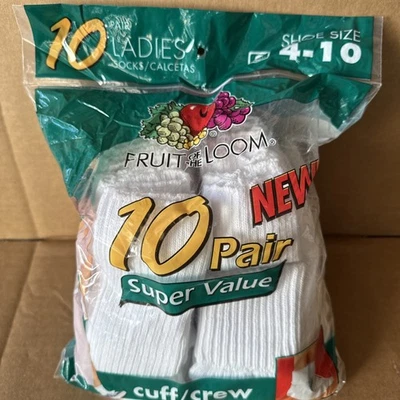 10 PAIR
LADIES
SOCKS/CALCETAS
SHOE SIZE
4-10
FRUIT OF THE LOOM®
NEW
10 Pair
Super Value
cuff/crew